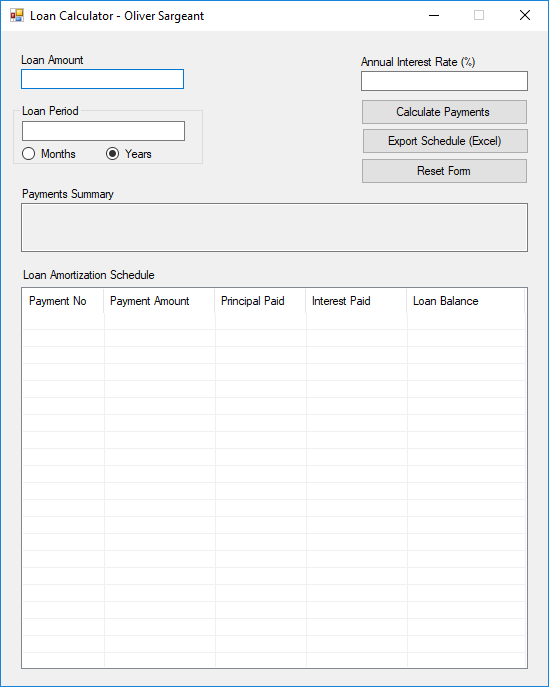 Loan Calculator - Oliver Sargeant
Loan Amount
Annual Interest Rate (%)
Loan Period
Months
Years
Calculate Payments
Export Schedule (Excel)
Reset Form
Payments Summary
Loan Amortization Schedule
Payment No Payment Amount Principal Paid Interest Paid Loan Balance